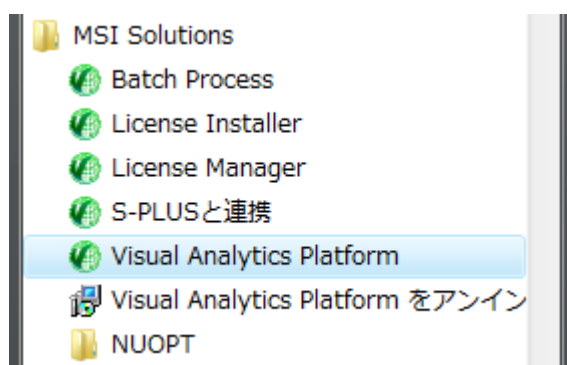 MSI Solutions
Batch Process
License Installer
License Manager
S-PLUSと連携
Visual Analytics Platform
Visual Analytics Platform をアンイン
NUOPT